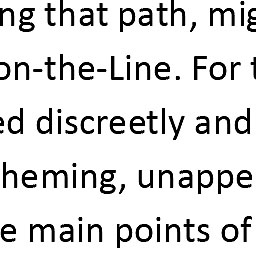 ng that path, mig
on-the-Line. For t
ed discreetly and
heming, unappe
e main points of